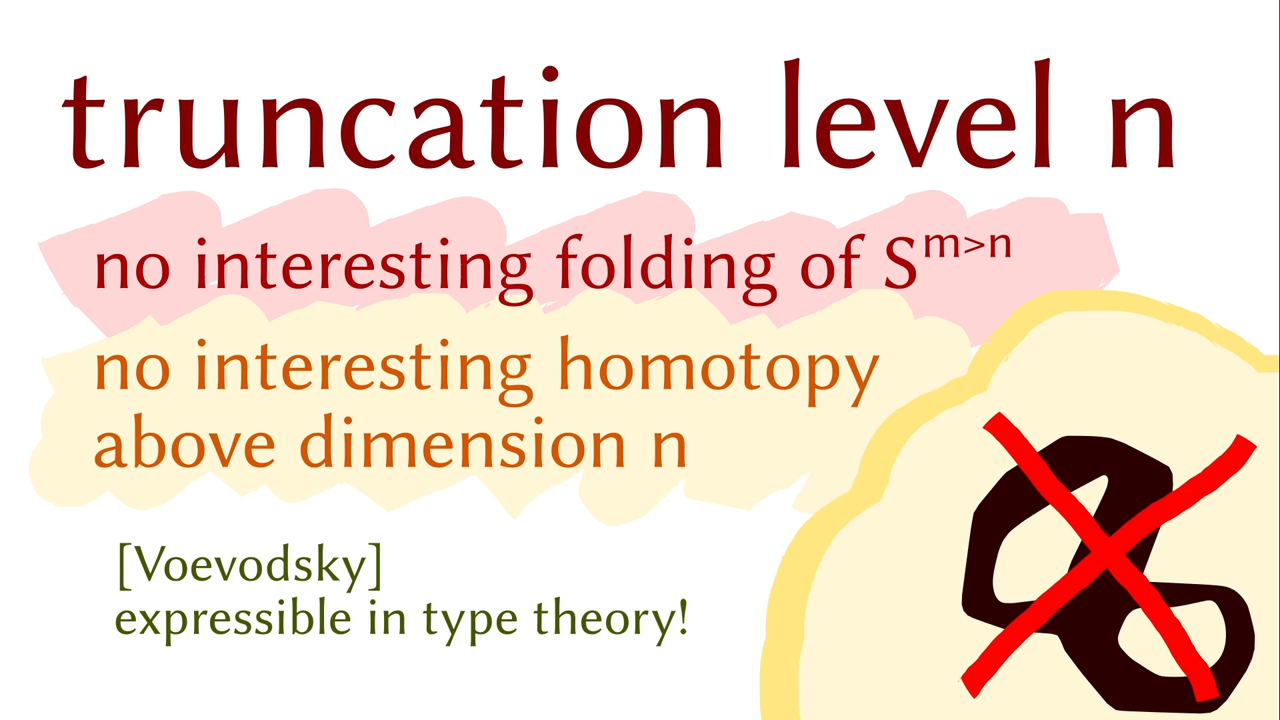 truncation level n
no interesting folding of S^{m>n}
no interesting homotopy
above dimension n
[Voevodsky]
expressible in type theory!